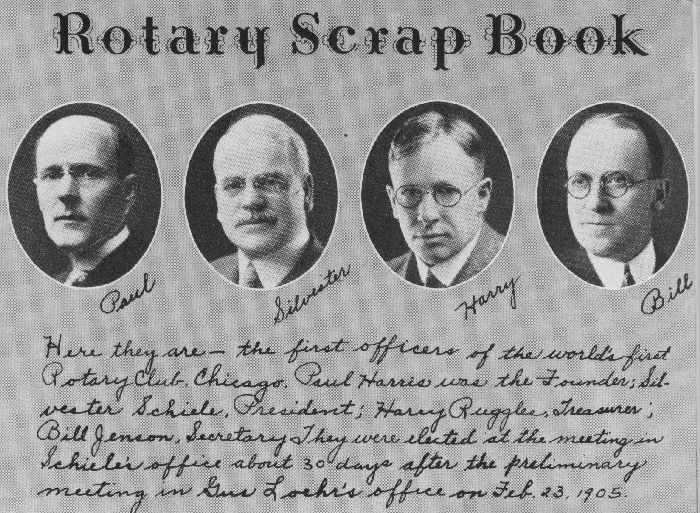 Rotary Scrap Book
Paul
Silvester
Harry
Bill
Here they are — the first officers of the world's first
Rotary Club, Chicago. Paul Harris was the Founder; Sil-
vester Schiele, President; Harry Ruggles, Treasurer;
Bill Jenson, Secretary. They were elected at the meeting in
Schiele's office about 30 days after the preliminary
meeting in Gus Loehr's office on Feb. 23, 1905.